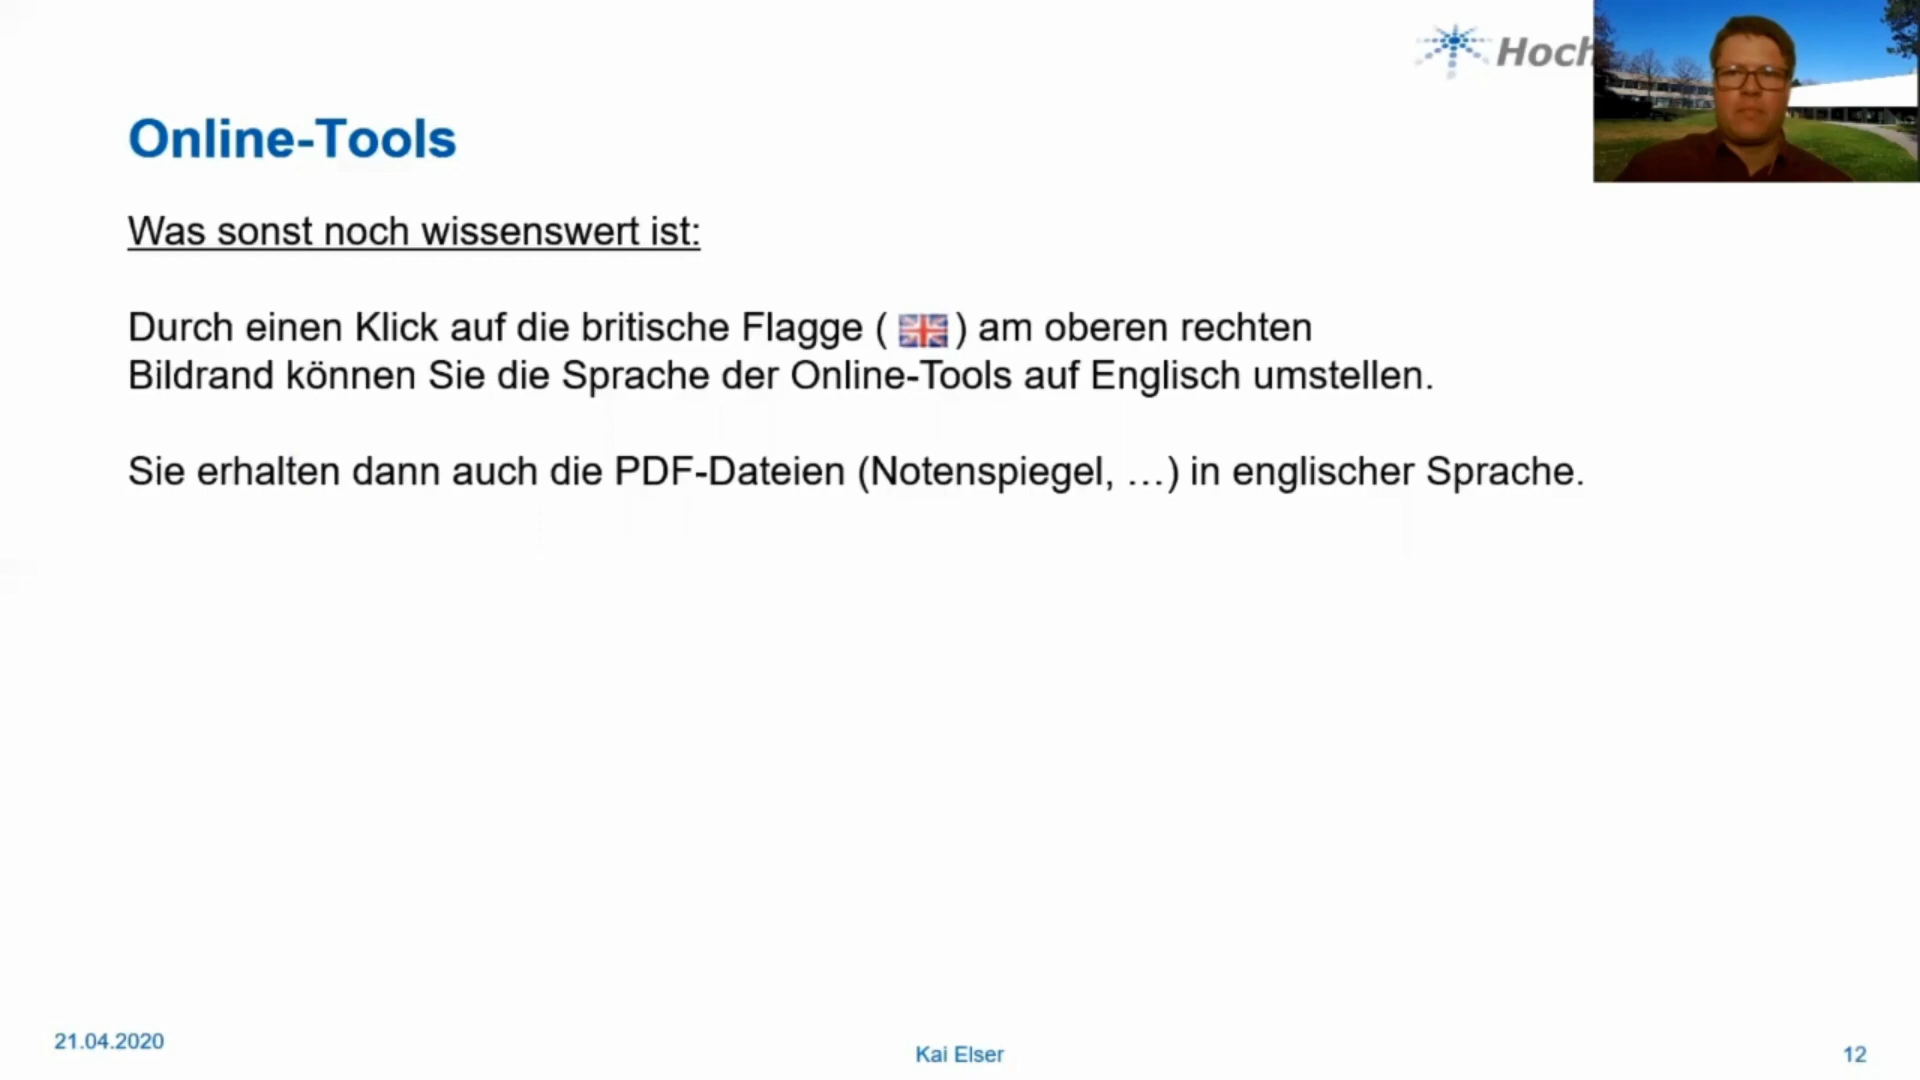 Hoch
Online-Tools
Was sonst noch wissenswert ist:
Durch einen Klick auf die britische Flagge ( ) am oberen rechten
Bildrand können Sie die Sprache der Online-Tools auf Englisch umstellen.
Sie erhalten dann auch die PDF-Dateien (Notenspiegel, …) in englischer Sprache.
21.04.2020
Kai Elser
12